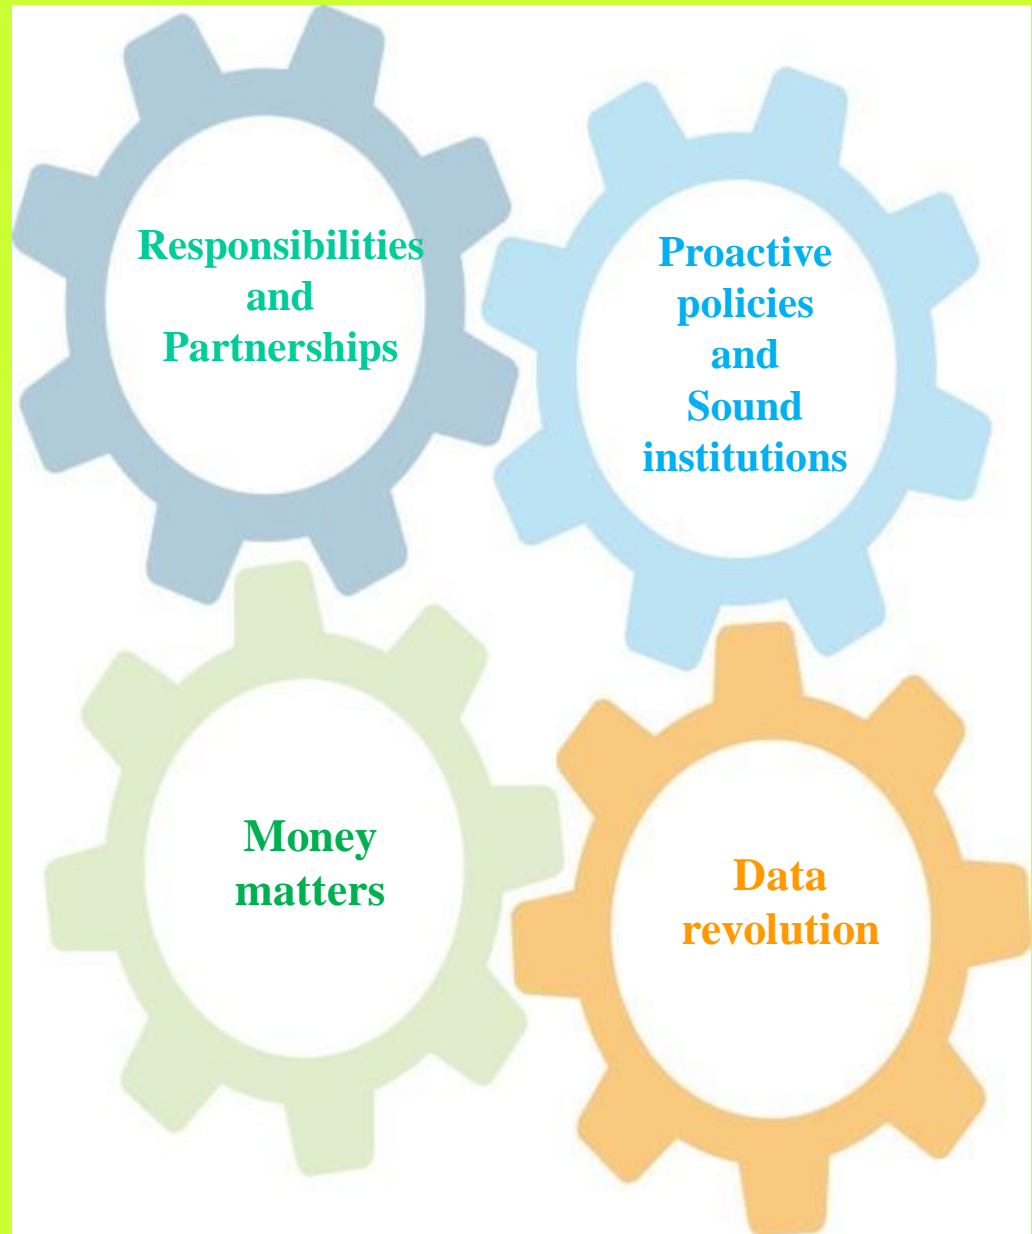 Responsibilities
and
Partnerships
Proactive
policies
and
Sound
institutions
Money
matters
Data
revolution